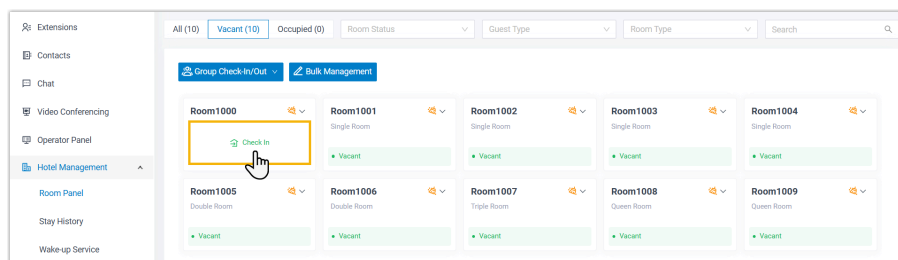 Extensions
Contacts
Chat
Video Conferencing
Operator Panel
Hotel Management
Room Panel
Stay History
Wake-up Service
All (10) Vacant (10) Occupied (0) Room Status Guest Type Room Type Search
Group Check-In/Out Bulk Management
Room1000 Room1001 Room1002 Room1003 Room1004
Single Room Single Room Single Room Single Room
Check In
Vacant Vacant Vacant Vacant
Room1005 Room1006 Room1007 Room1008 Room1009
Double Room Double Room Triple Room Queen Room Queen Room
Vacant Vacant Vacant Vacant Vacant